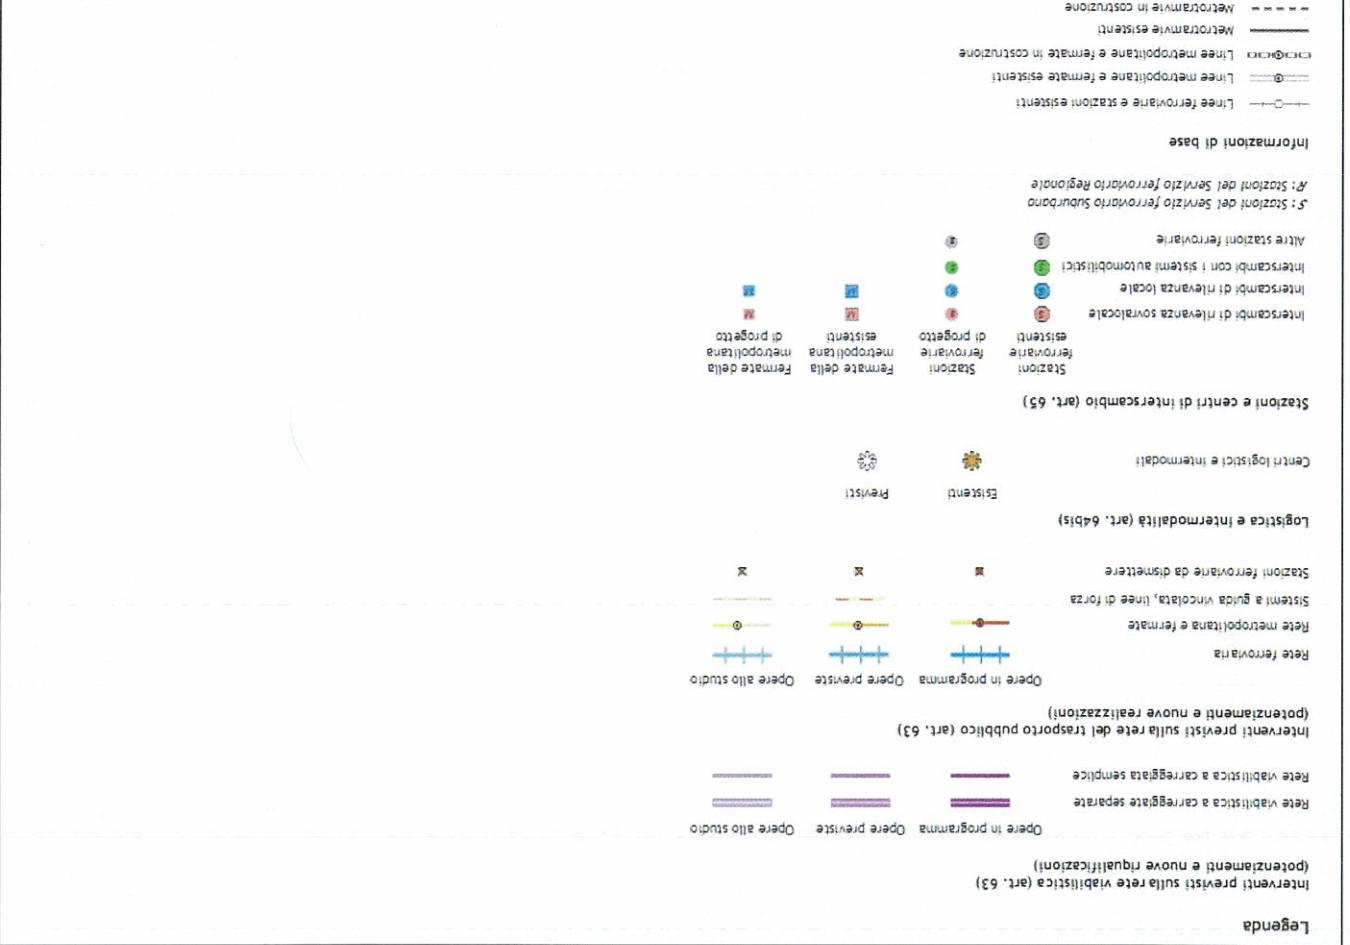 Legenda
Interventi previsti sulla rete viabilistica (art. 63)
(potenziamenti e nuove riqualificazioni)
Opere in programma Opere previste Opere allo studio
Rete viabilistica a carreggiate separate
Rete viabilistica a carreggiata semplice
Interventi previsti sulla rete del trasporto pubblico (art. 63)
(potenziamenti e nuove realizzazioni)
Opere in programma Opere previste Opere allo studio
Rete ferroviaria
Rete metropolitana e fermate
Sistemi a guida vincolata, linee di forza
Stazioni ferroviarie da dismettere
Logistica e intermodalità (art. 64bis)
Esistenti Previsti
Centri logistici e intermodali
Stazioni e centri di interscambio (art. 65)
Stazioni Stazioni Fermate della Fermate della
ferroviarie ferroviarie metropolitana metropolitana
esistenti di progetto esistenti di progetto
Interscambi di rilevanza sovralocale S S M M
Interscambi di rilevanza locale S S M M
Interscambi con i sistemi automobilistici S S
Altre stazioni ferroviarie S S
S: Stazioni del Servizio ferroviario Suburbano
R: Stazioni del Servizio ferroviario Regionale
Informazioni di base
Linee ferroviarie e stazioni esistenti
Linee metropolitane e fermate esistenti
Linee metropolitane e fermate in costruzione
Metrotramvie esistenti
Metrotramvie in costruzione